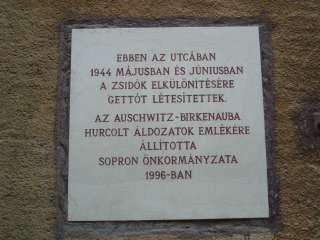 EBBEN AZ UTCÁBAN
1944 MÁJUSBAN ÉS JÚNIUSBAN
A ZSIDÓK ELKÜLÖNÍTÉSÉRE
GETTÓT LÉTESÍTETTEK.
AZ AUSCHWITZ-BIRKENAUBA
HURCOLT ÁLDOZATOK EMLÉKÉRE
ÁLLÍTOTTA
SOPRON ÖNKORMÁNYZATA
1996-BAN